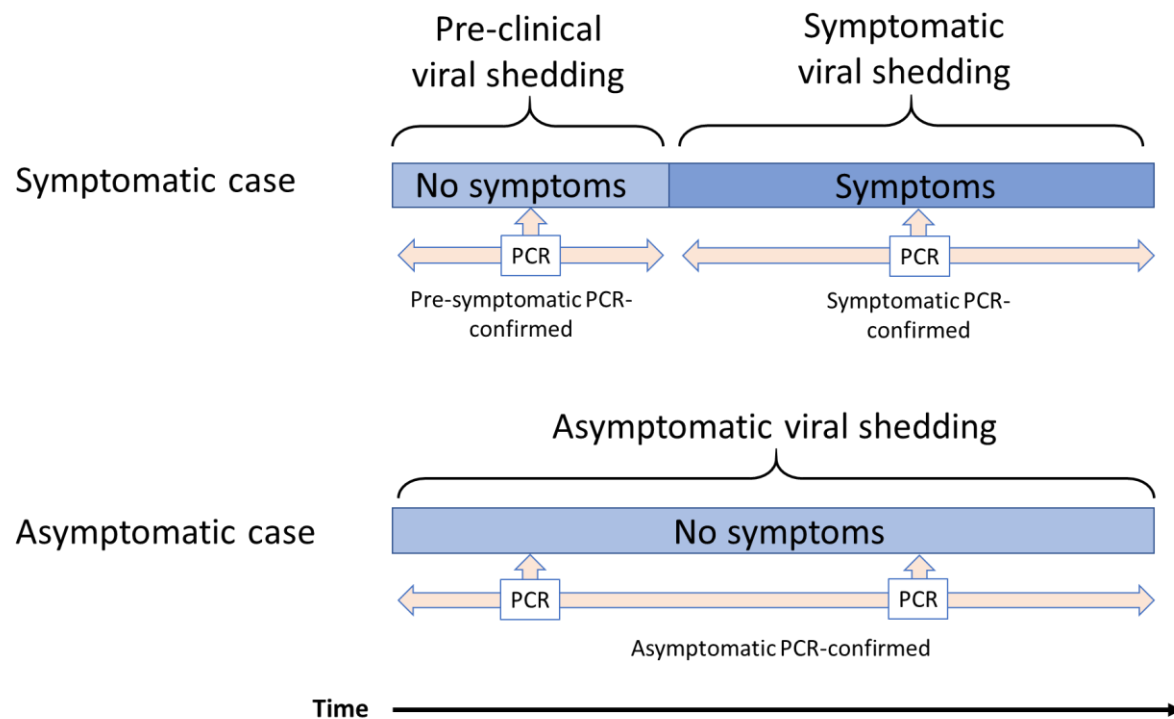 Pre-clinical
viral shedding
Symptomatic
viral shedding
Symptomatic case
No symptoms
Symptoms
PCR
PCR
Pre-symptomatic PCR-
confirmed
Symptomatic PCR-
confirmed
Asymptomatic viral shedding
Asymptomatic case
No symptoms
PCR
PCR
Asymptomatic PCR-confirmed
Time